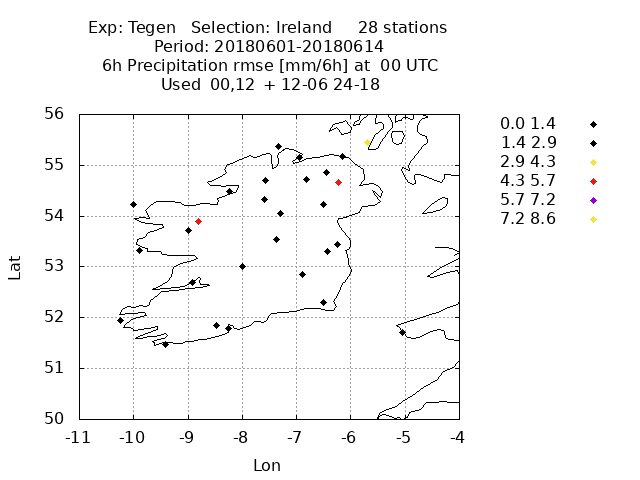 Exp: Tegen   Selection: Ireland     28 stations
Period: 20180601-20180614
6h Precipitation rmse [mm/6h] at  00 UTC
Used  00,12  + 12-06 24-18
56
55
54
53
52
51
50
-11 -10 -9 -8 -7 -6 -5 -4
Lat
Lon
0.0 1.4
1.4 2.9
2.9 4.3
4.3 5.7
5.7 7.2
7.2 8.6